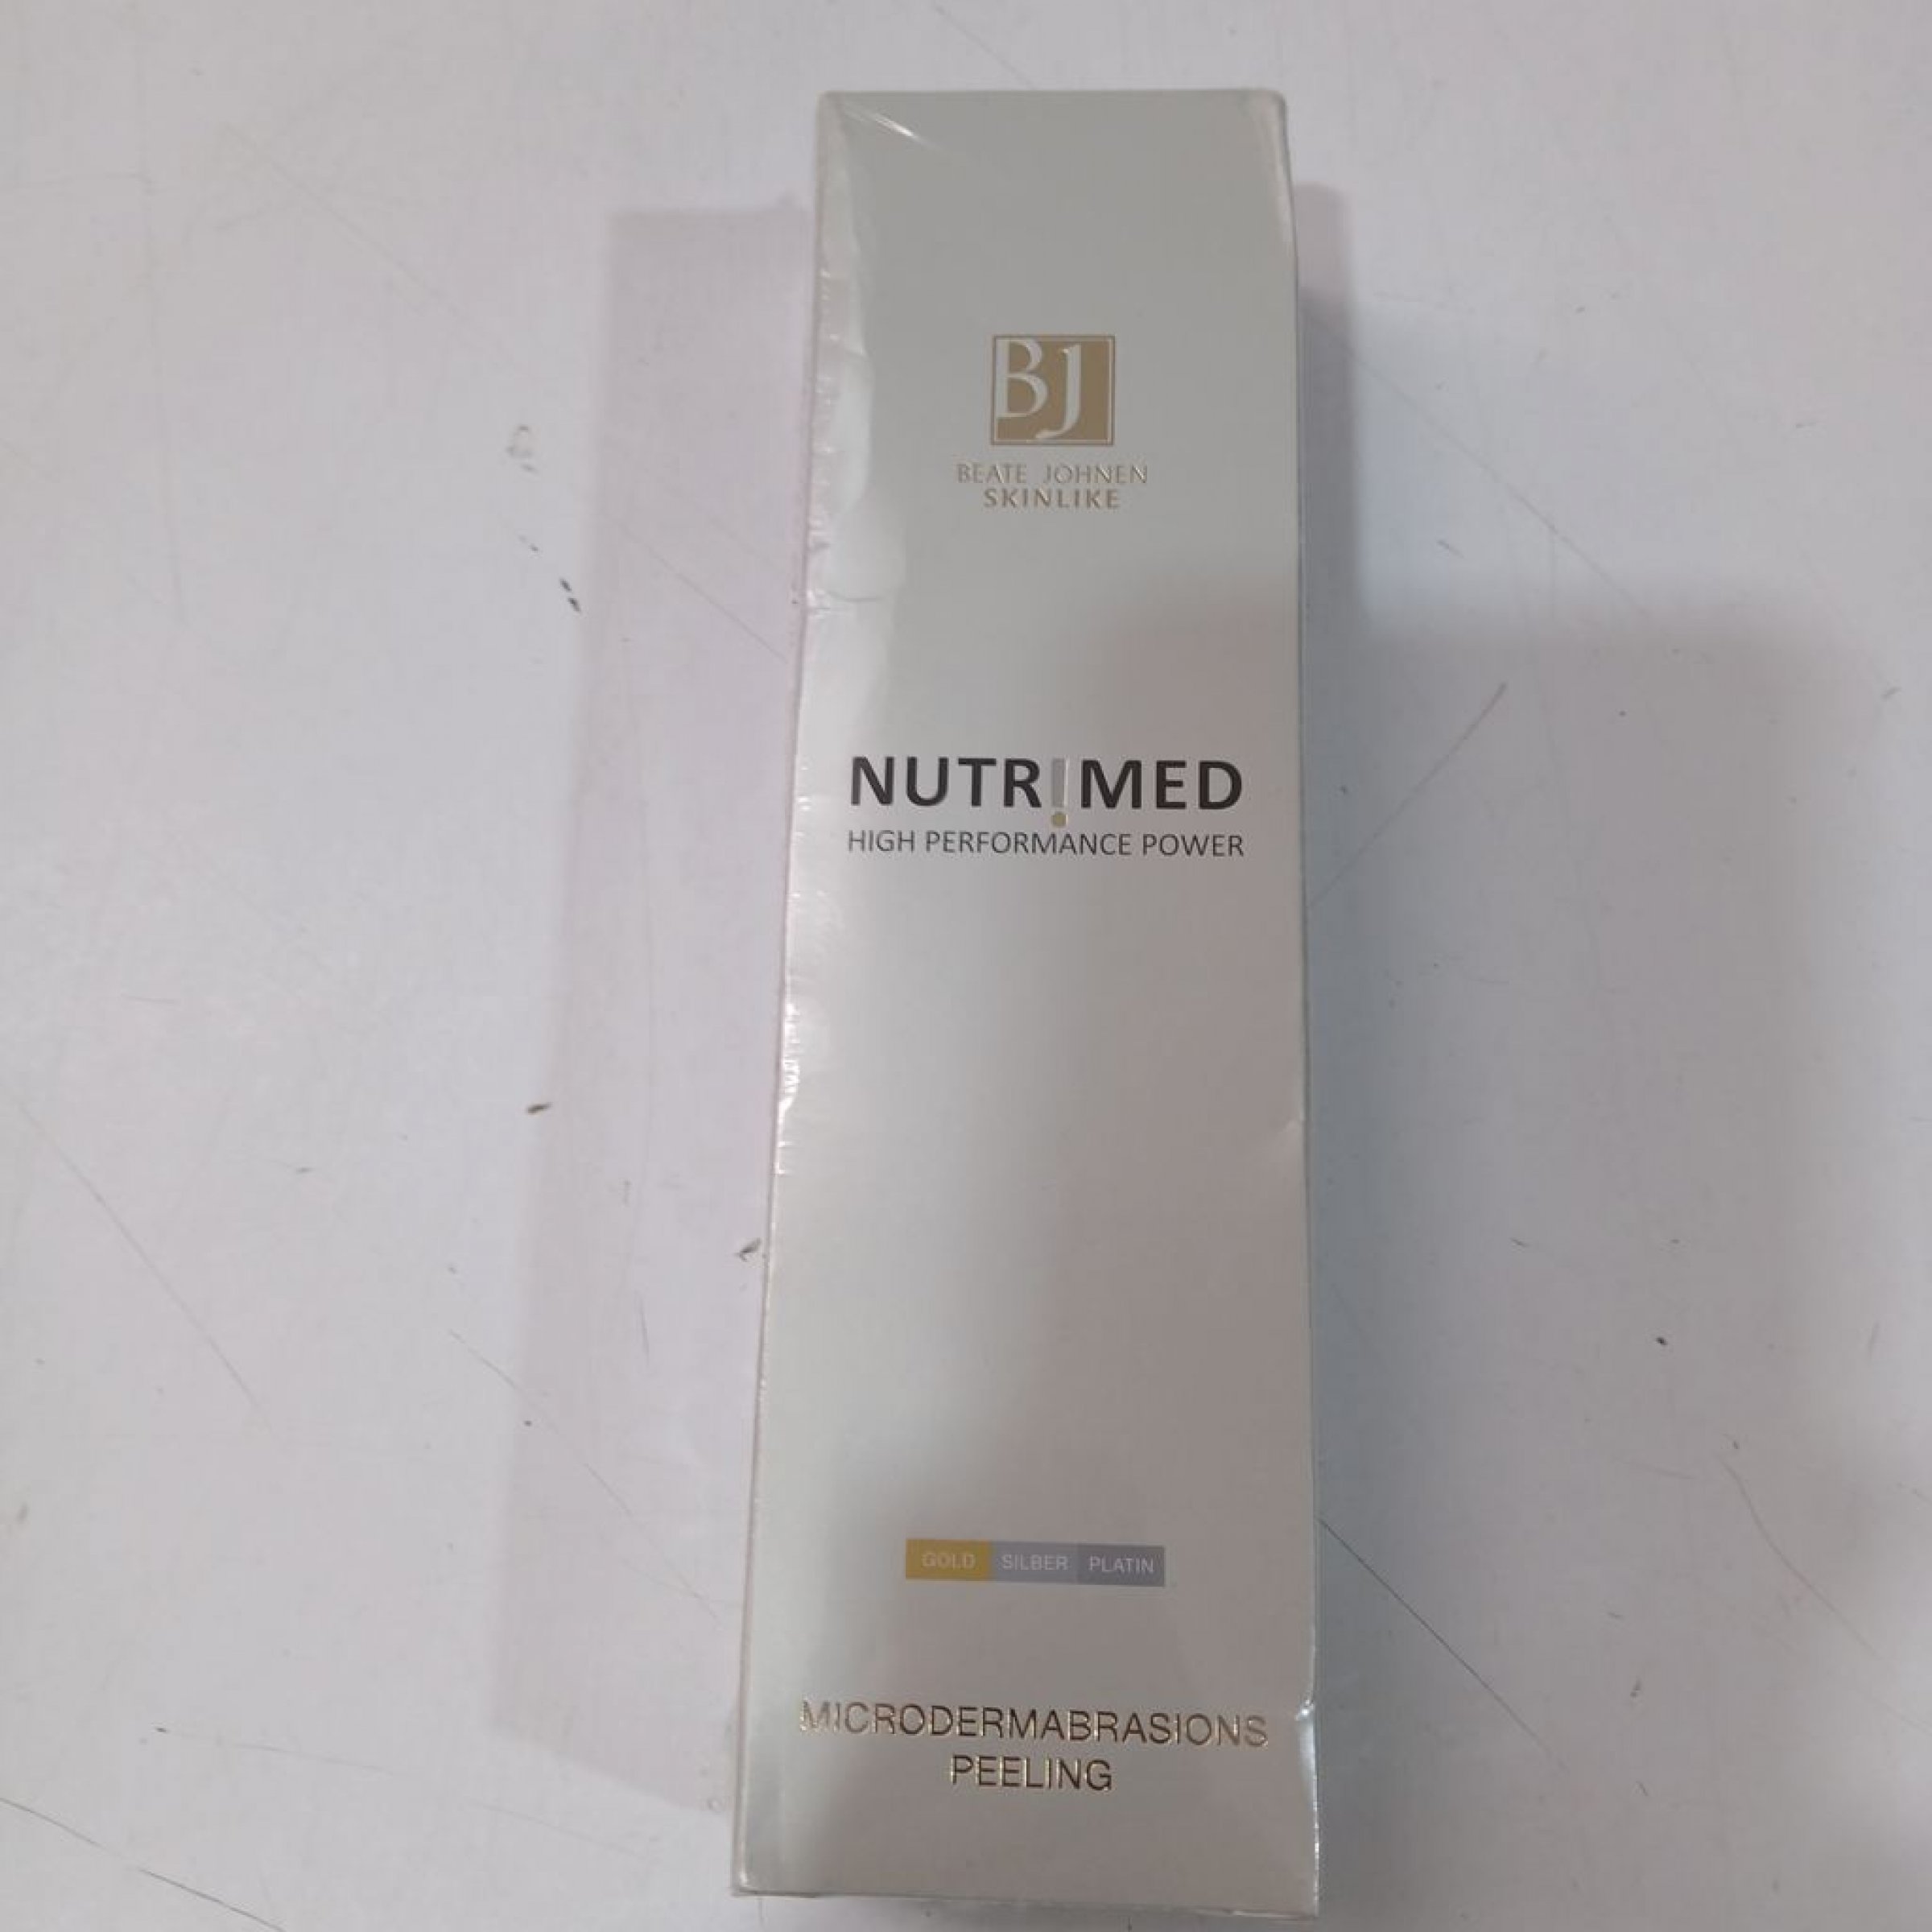 BJ
BEATE JOHNEN
SKINLIKE
NUTR!MED
HIGH PERFORMANCE POWER
GOLD SILBER PLATIN
MICRODERMABRASIONS
PEELING